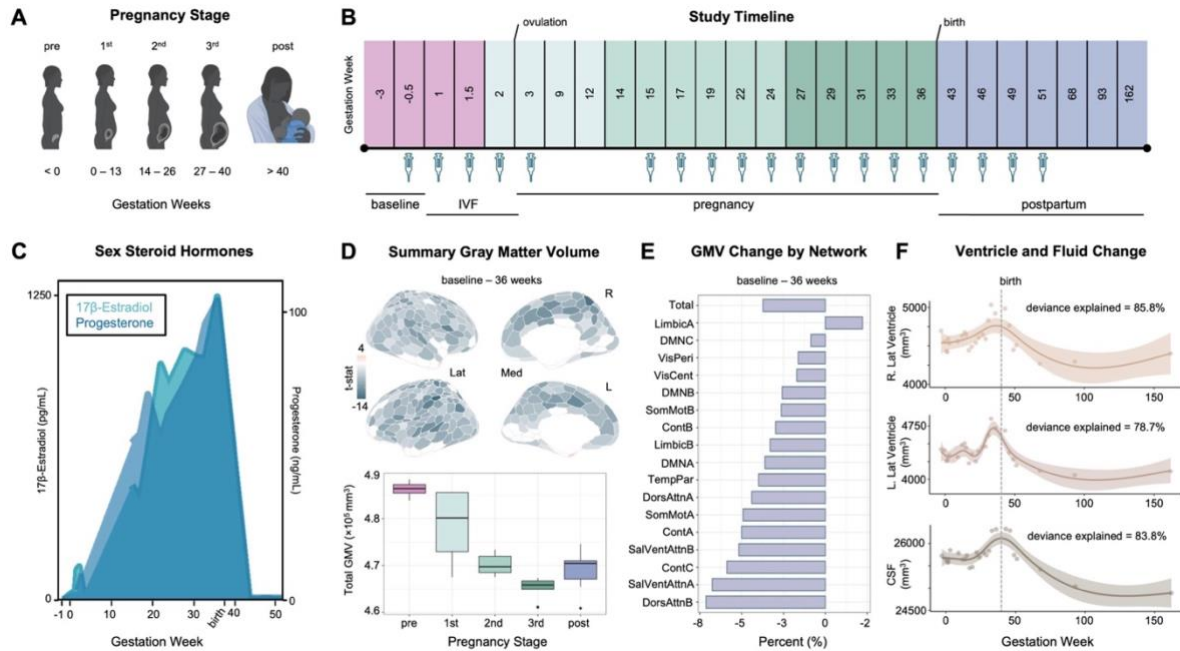 A
Pregnancy Stage
pre 1st 2nd 3rd post
< 0 0 – 13 14 – 26 27 – 40 > 40
Gestation Weeks
B
Study Timeline
ovulation
birth
Gestation Week
-3 -0.5 1 1.5 2 3 9 12 14 15 17 19 22 24 27 29 31 33 36 43 46 49 51 68 93 162
baseline IVF pregnancy postpartum
C
Sex Steroid Hormones
17β-Estradiol
Progesterone
1250
0
17β-Estradiol (pg/mL)
100
0
Progesterone (ng/mL)
-10 0 10 20 30 birth 40 50
Gestation Week
D
Summary Gray Matter Volume
baseline – 36 weeks
R
4
t-stat
-14
Lat Med
L
Total GMV (×10⁵ mm³)
4.9
4.8
4.7
4.6
pre 1st 2nd 3rd post
Pregnancy Stage
E
GMV Change by Network
baseline – 36 weeks
Total
LimbicA
DMNC
VisPeri
VisCent
DMNB
SomMotB
ContB
LimbicB
DMNA
TempPar
DorsAttnA
SomMotA
ContA
SalVentAttnB
ContC
SalVentAttnA
DorsAttnB
-8 -5 -3 0 -2
Percent (%)
F
Ventricle and Fluid Change
birth
R. Lat Ventricle
(mm³)
5000
4000
deviance explained = 85.8%
0 50 100 150
L. Lat Ventricle
(mm³)
4750
4000
deviance explained = 78.7%
0 50 100 150
CSF
(mm³)
26000
24500
deviance explained = 83.8%
0 50 100 150
Gestation Week